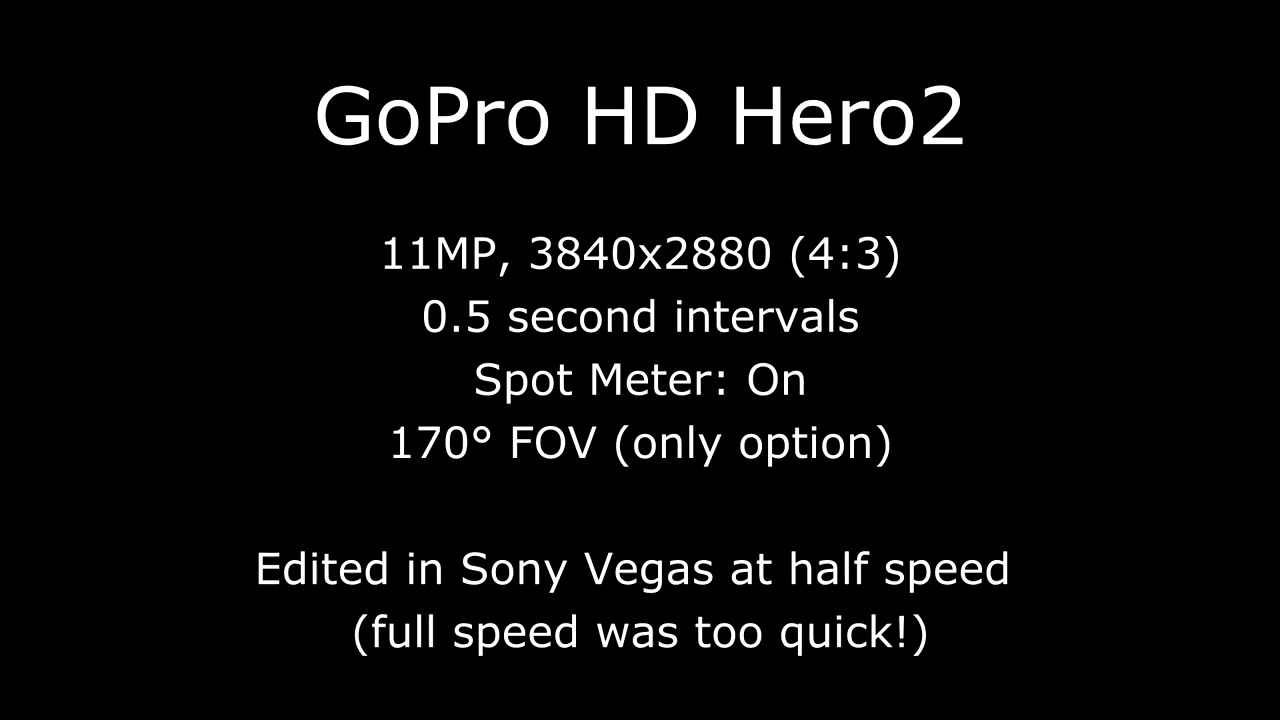 GoPro HD Hero2
11MP, 3840x2880 (4:3)
0.5 second intervals
Spot Meter: On
170° FOV (only option)
Edited in Sony Vegas at half speed
(full speed was too quick!)